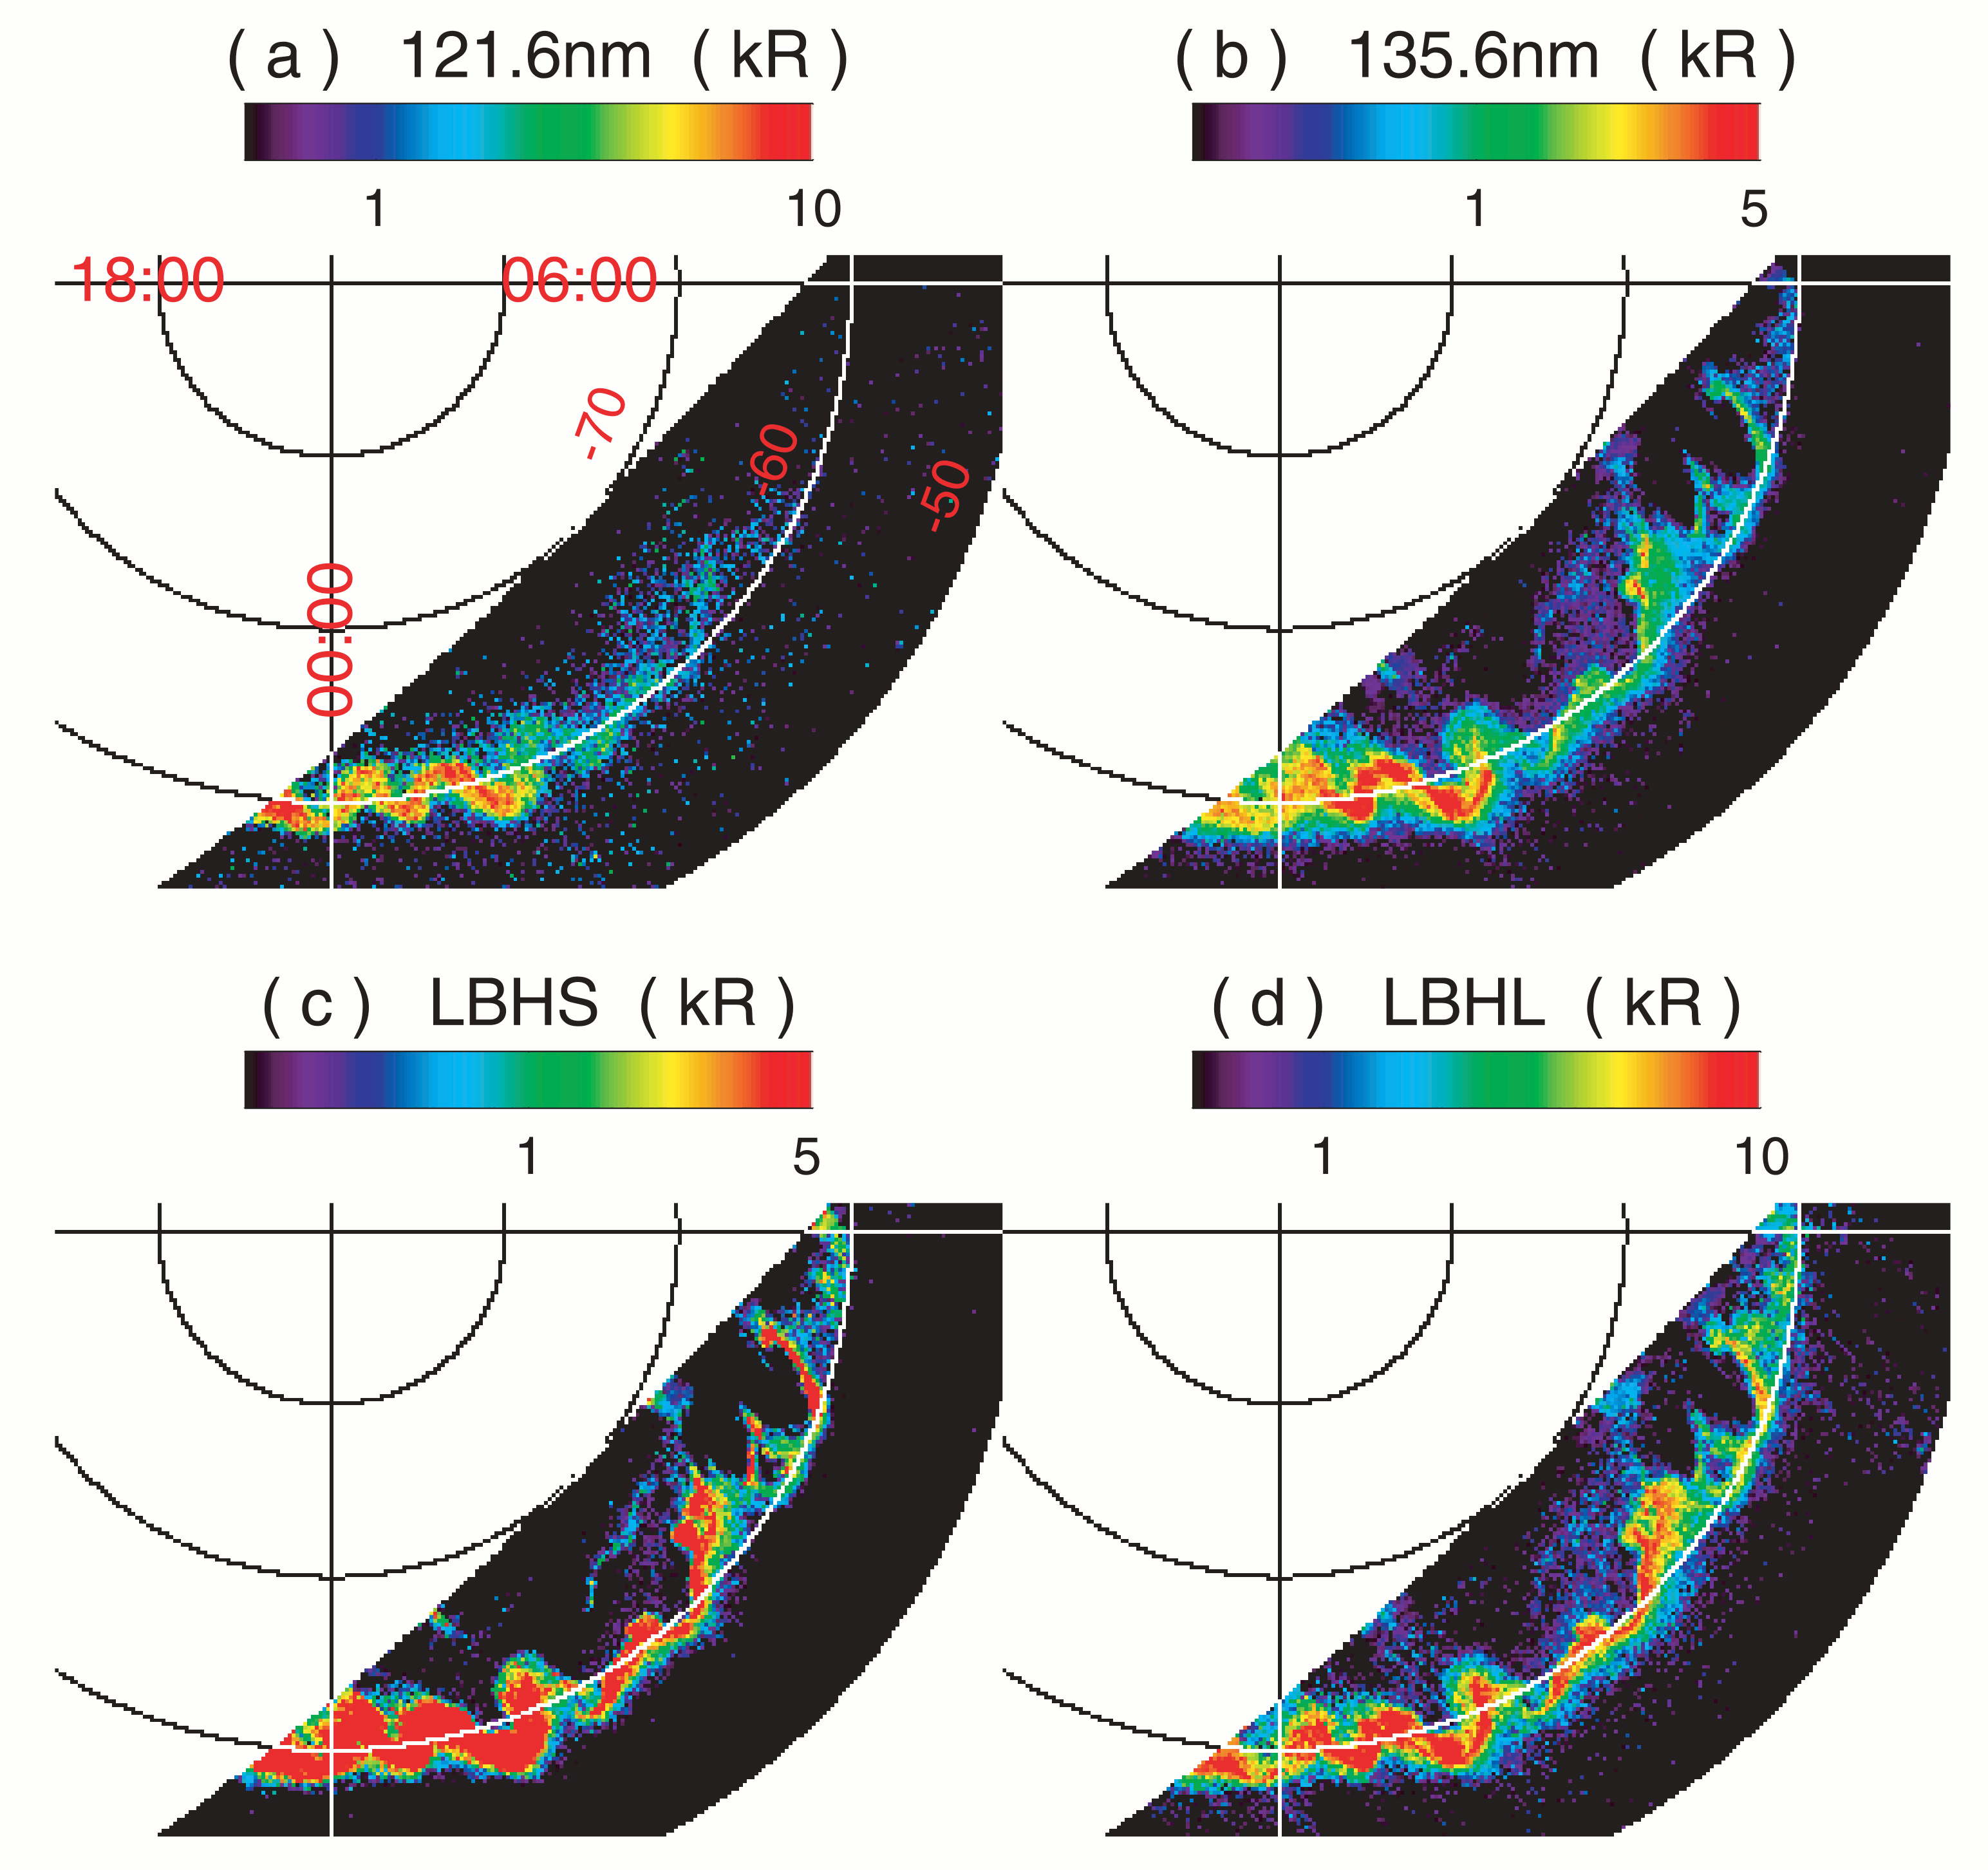 ( a ) 121.6nm ( kR )
1 10
18:00 06:00
-70
-60
-50
00:00
( b ) 135.6nm ( kR )
1 5
( c ) LBHS ( kR )
1 5
( d ) LBHL ( kR )
1 10